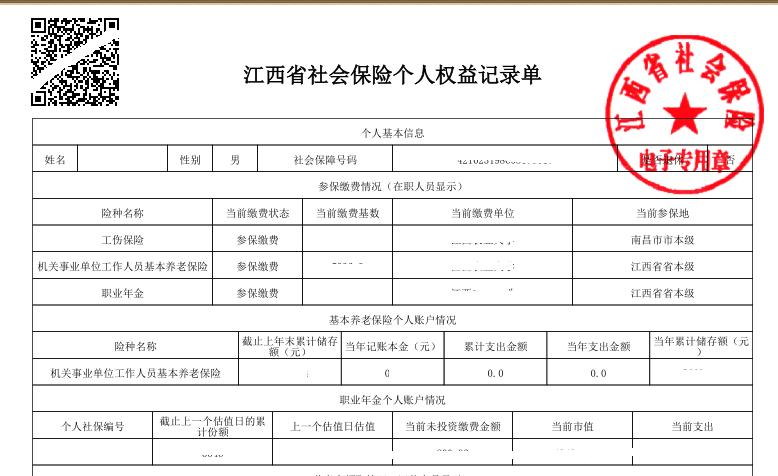 江西省社会保险个人权益记录单
江西省社会保险
电子专用章
个人基本信息
姓名 性别 男 社会保障号码 是否退休 否
参保缴费情况（在职人员显示）
险种名称 当前缴费状态 当前缴费基数 当前缴费单位 当前参保地
工伤保险 参保缴费 南昌市市本级
机关事业单位工作人员基本养老保险 参保缴费 江西省省本级
职业年金 参保缴费 江西省省本级
基本养老保险个人账户情况
险种名称 截止上年末累计储存 当年记账本金（元） 累计支出金额 当年支出金额 当年累计储存额（元
额（元） ）
机关事业单位工作人员基本养老保险 0 0.0 0.0
职业年金个人账户情况
个人社保编号 截止上一个估值日的累 上一个估值日估值 当前未投资缴费金额 当前市值 当前支出
计份额